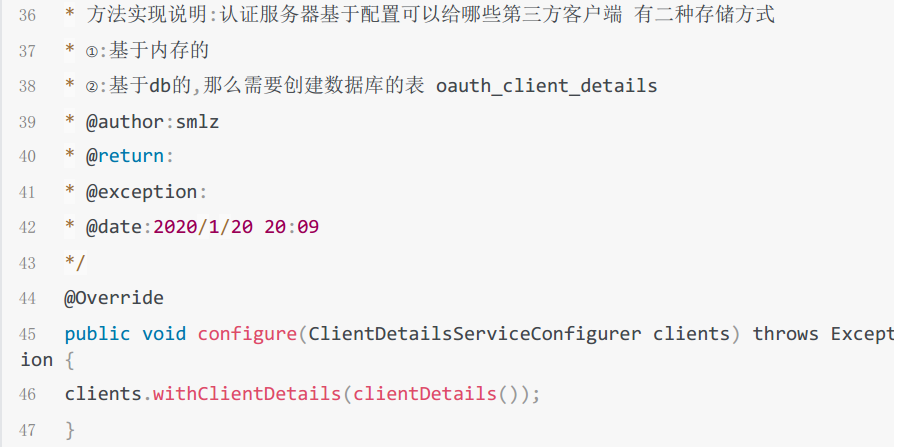 36 * 方法实现说明:认证服务器基于配置可以给哪些第三方客户端 有二种存储方式
37 * ①:基于内存的
38 * ②:基于db的,那么需要创建数据库的表 oauth_client_details
39 * @author:smlz
40 * @return:
41 * @exception:
42 * @date:2020/1/20 20:09
43 */
44 @Override
45 public void configure(ClientDetailsServiceConfigurer clients) throws Except
ion {
46 clients.withClientDetails(clientDetails());
47 }